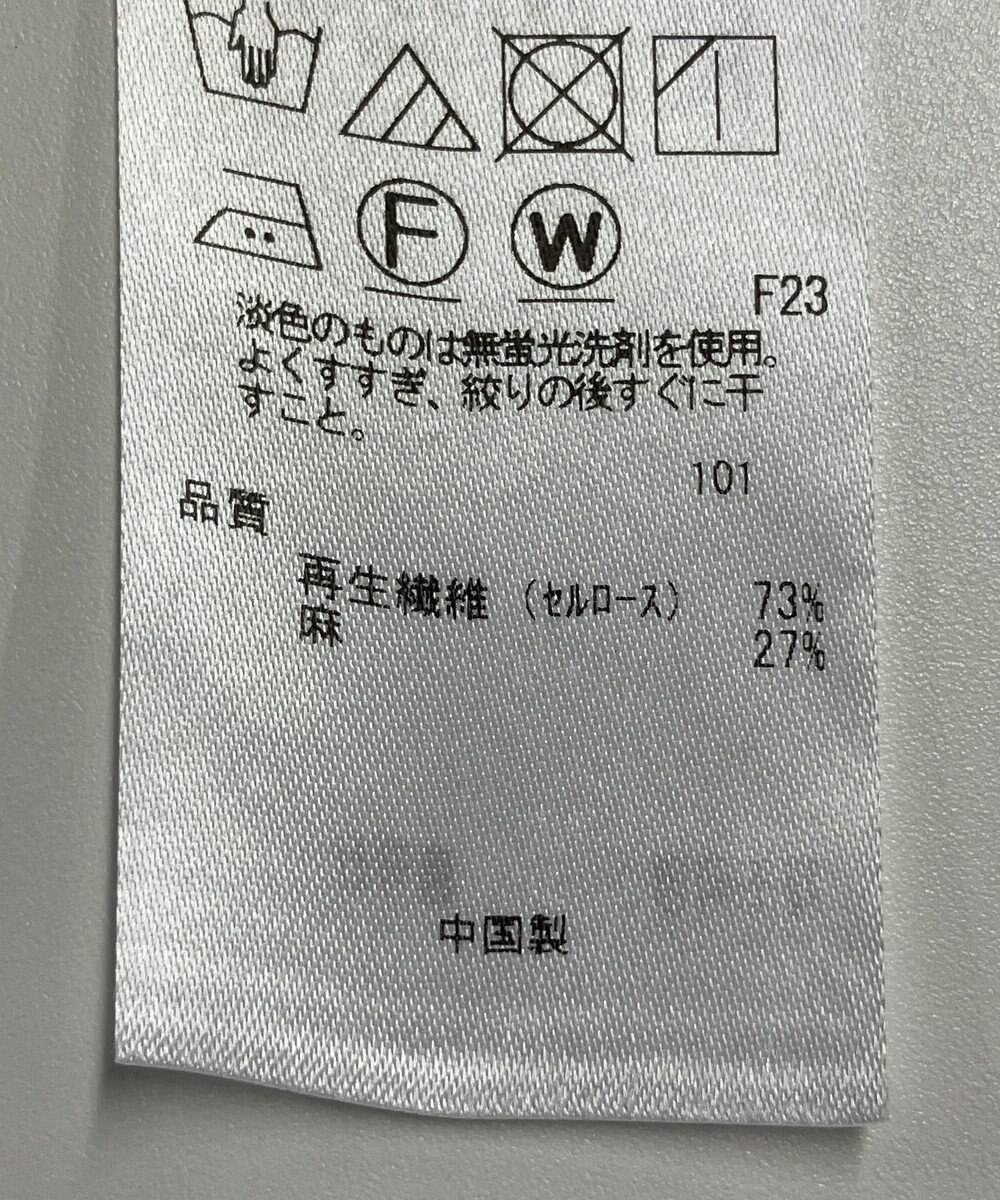 F W
F23
淡色のものは無蛍光洗剤を使用。
よくすすぎ、絞りの後すぐに干
すこと。
101
品質
再生繊維（セルロース） 73%
麻 27%
中国製